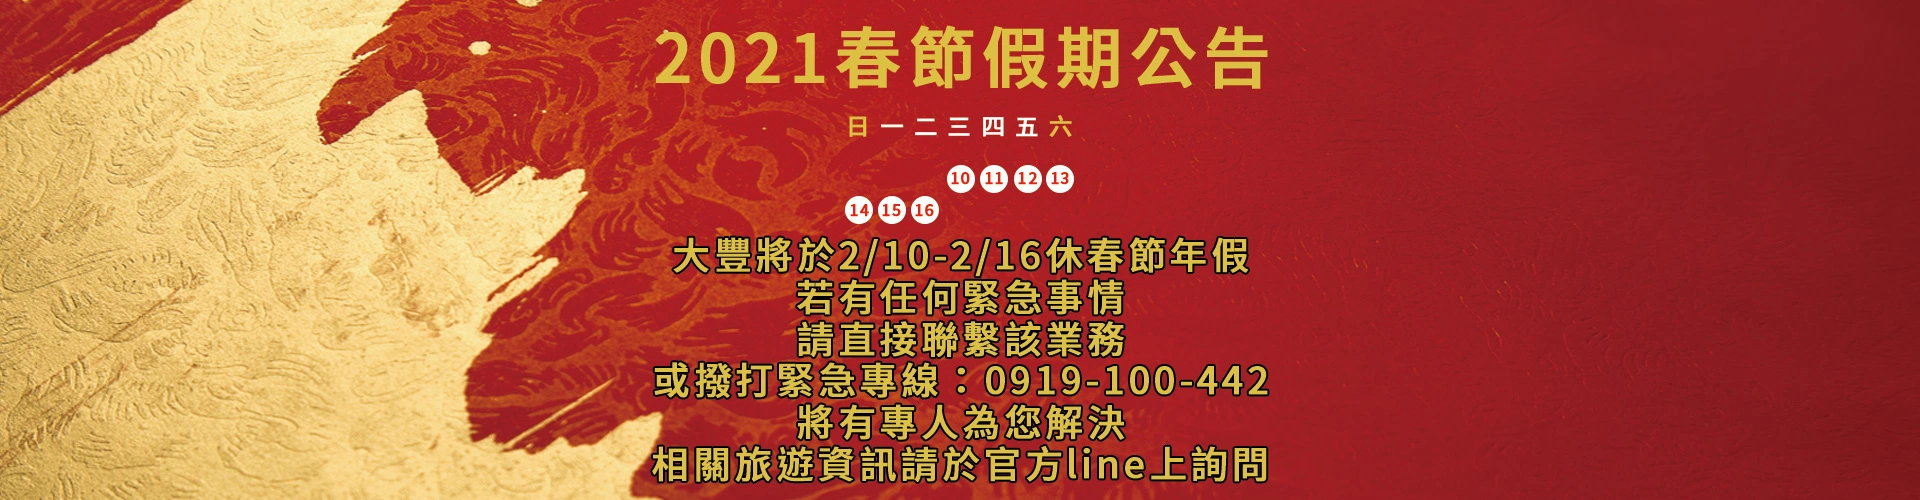 2021春節假期公告
日 一 二 三 四 五 六
10 11 12 13
14 15 16
大豐將於2/10-2/16休春節年假
若有任何緊急事情
請直接聯繫該業務
或撥打緊急專線：0919-100-442
將有專人為您解決
相關旅遊資訊請於官方line上詢問